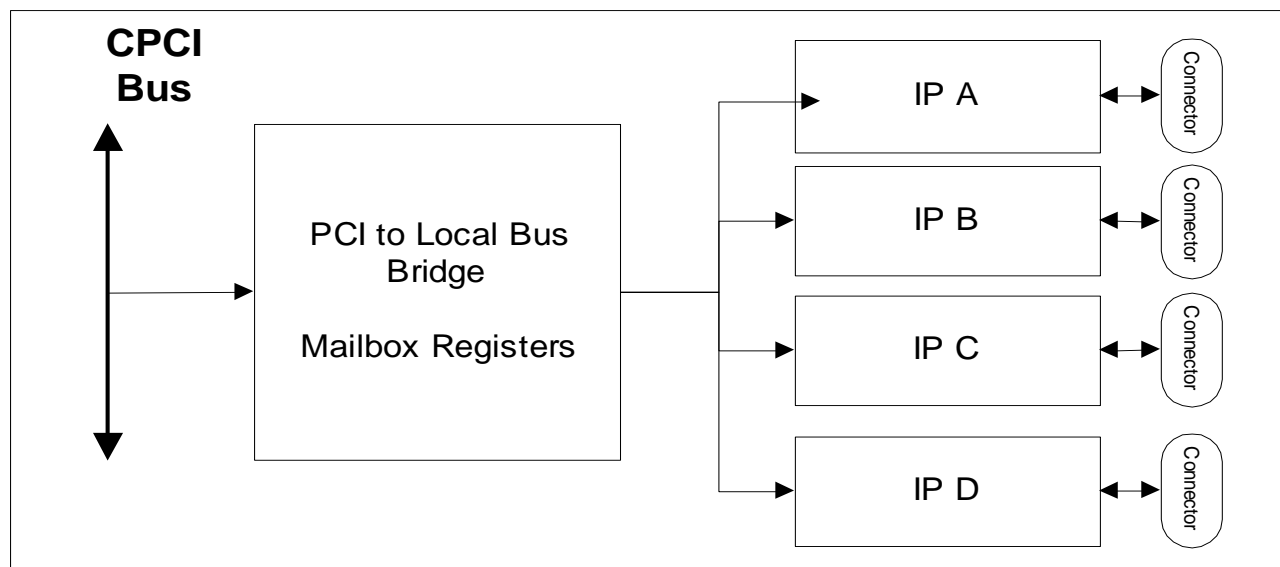 CPCI
Bus
PCI to Local Bus
Bridge
Mailbox Registers
IP A
Connector
IP B
Connector
IP C
Connector
IP D
Connector